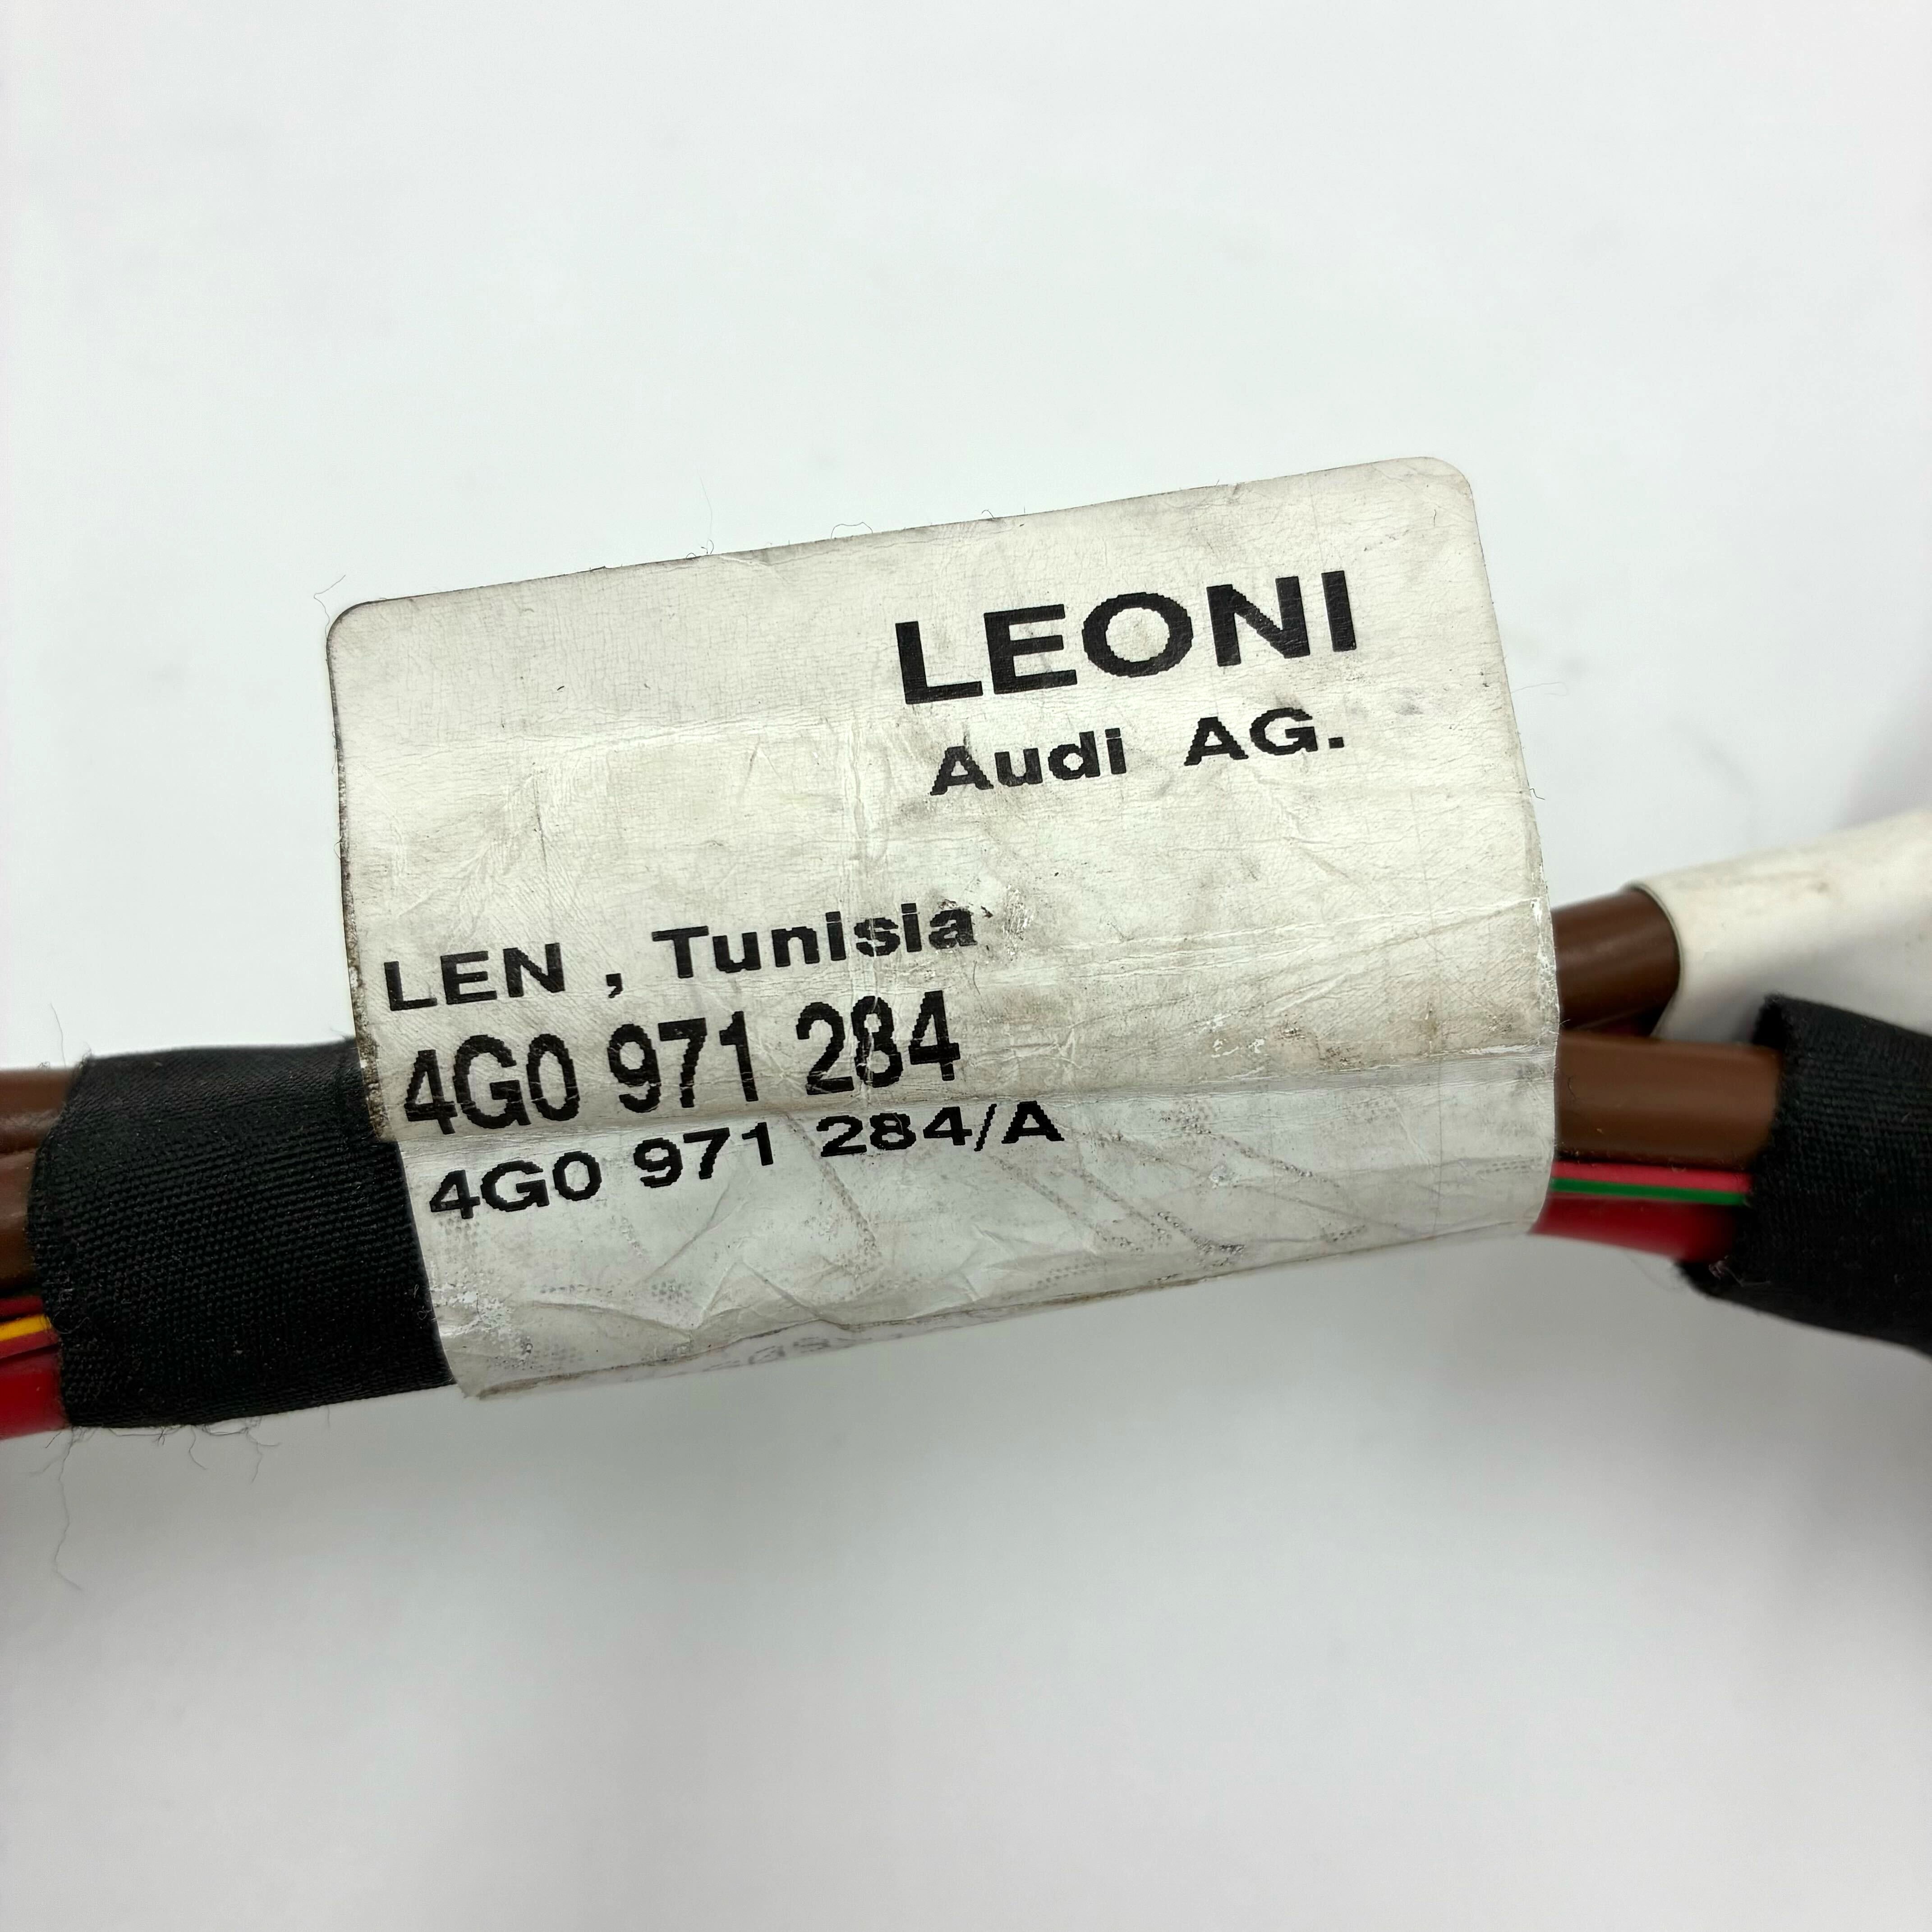 LEONI
Audi AG.
LEN , Tunisia
4G0 971 284
4G0 971 284/A